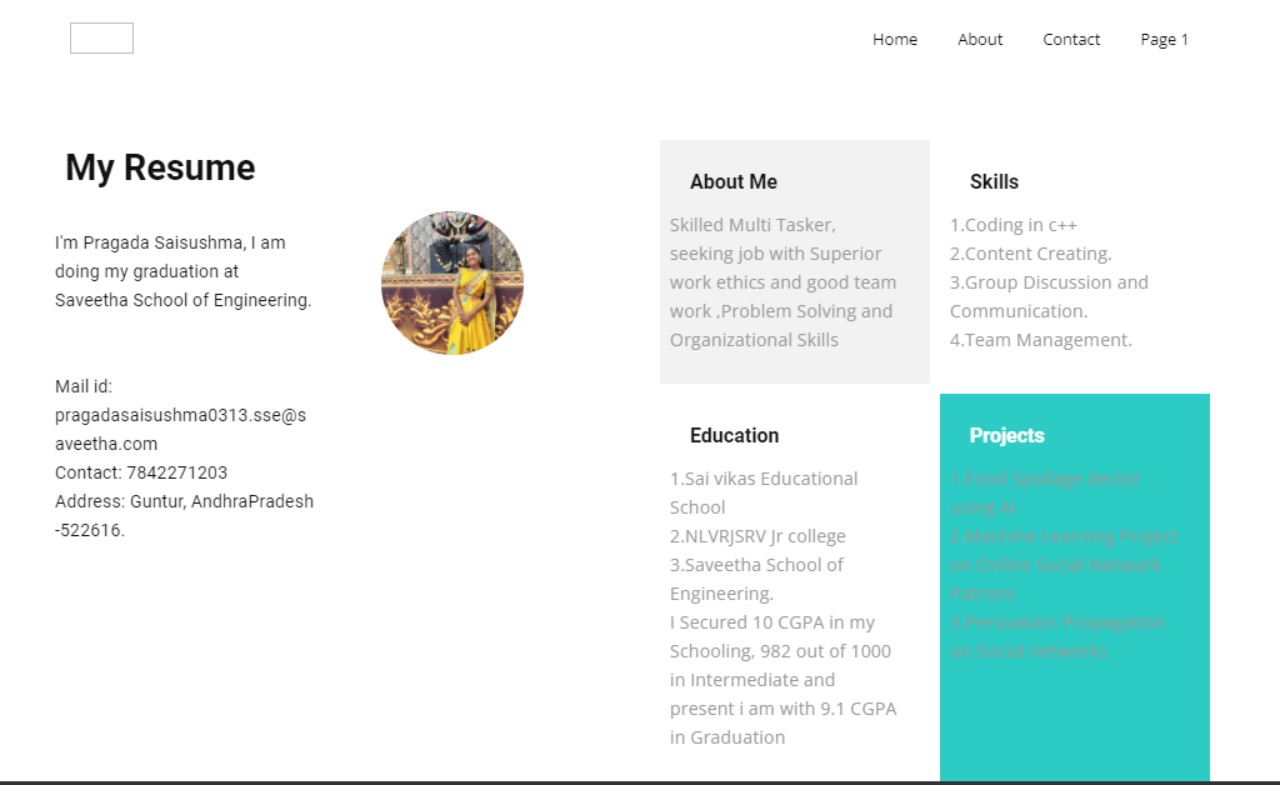 Home About Contact Page 1
My Resume
I'm Pragada Saisushma, I am
doing my graduation at
Saveetha School of Engineering.
Mail id:
pragadasaisushma0313.sse@s
aveetha.com
Contact: 7842271203
Address: Guntur, AndhraPradesh
-522616.
About Me
Skilled Multi Tasker,
seeking job with Superior
work ethics and good team
work ,Problem Solving and
Organizational Skills
Skills
1.Coding in c++
2.Content Creating.
3.Group Discussion and
Communication.
4.Team Management.
Education
1.Sai vikas Educational
School
2.NLVRJSRV Jr college
3.Saveetha School of
Engineering.
I Secured 10 CGPA in my
Schooling, 982 out of 1000
in Intermediate and
present i am with 9.1 CGPA
in Graduation
Projects
1.Food Spoilage dector
using AI
2.Machine Learning Project
on Online Social Network
Patrons
3.Persuasion Propagation
on Social networks